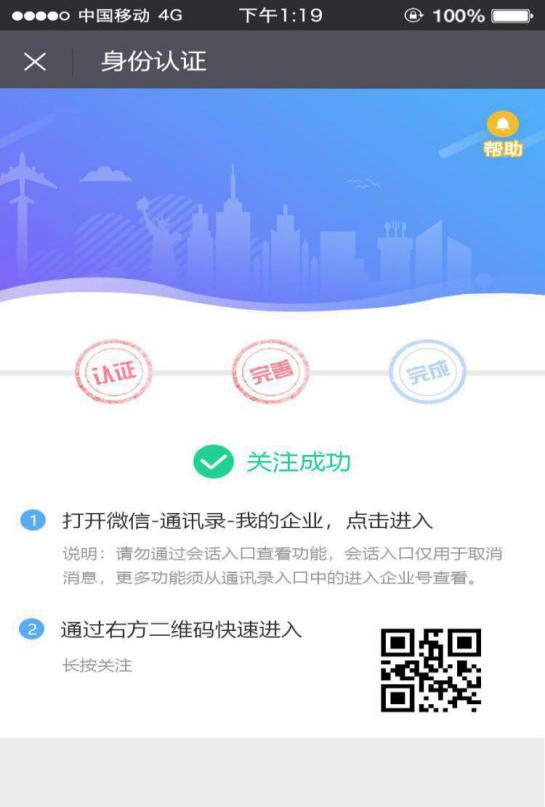 中国移动 4G 下午1:19 100%
身份认证
帮助
认证 完善 完成
关注成功
1 打开微信-通讯录-我的企业，点击进入
说明：请勿通过会话入口查看功能，会话入口仅用于取消
消息，更多功能须从通讯录入口中的进入企业号查看。
2 通过右方二维码快速进入
长按关注